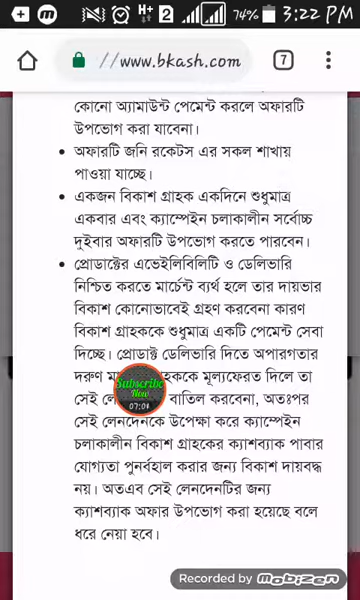 H+ 2 74% 3:22 PM
//www.bkash.com 7
কোনো অ্যামাউন্ট পেমেন্ট করলে অফারটি
উপভোগ করা যাবেনা।
• অফারটি জনি রকেটস এর সকল শাখায়
পাওয়া যাচ্ছে।
• একজন বিকাশ গ্রাহক একদিনে শুধুমাত্র
একবার এবং ক্যাম্পেইন চলাকালীন সর্বোচ্চ
দুইবার অফারটি উপভোগ করতে পারবেন।
• প্রোডাক্টের এভেইলিবিলিটি ও ডেলিভারি
নিশ্চিত করতে মার্চেন্ট ব্যর্থ হলে তার দায়ভার
বিকাশ কোনোভাবেই গ্রহণ করবেনা কারণ
বিকাশ গ্রাহককে শুধুমাত্র একটি পেমেন্ট সেবা
দিচ্ছে। প্রোডাক্ট ডেলিভারি দিতে অপারগতার
দরুণ মূল্যফেরত দিলে তা
সেই বাতিল করবেনা, অতঃপর
Subscribe
Now
07:01
সেই লেনদেনকে উপেক্ষা করে ক্যাম্পেইন
চলাকালীন বিকাশ গ্রাহকের ক্যাশব্যাক পাবার
যোগ্যতা পুনর্বহাল করার জন্য বিকাশ দায়বদ্ধ
নয়। অতএব সেই লেনদেনটির জন্য
ক্যাশব্যাক অফার উপভোগ করা হয়েছে বলে
ধরে নেয়া হবে।
Recorded by mobizen